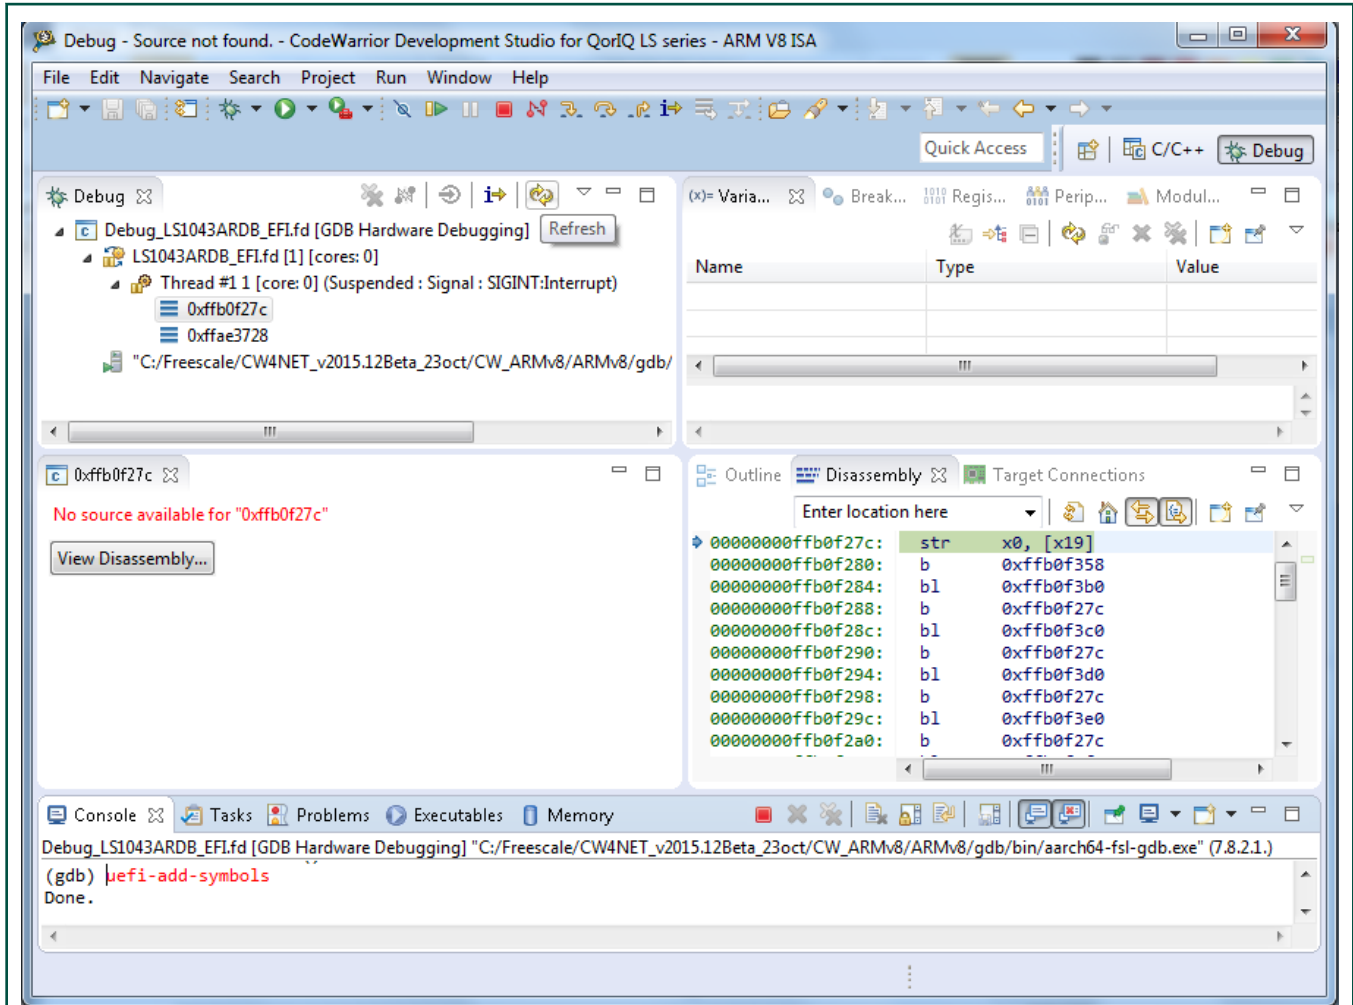 Debug - Source not found. - CodeWarrior Development Studio for QorIQ LS series - ARM V8 ISA
File Edit Navigate Search Project Run Window Help
Quick Access C/C++ Debug
Debug
Refresh
Debug_LS1043ARDB_EFI.fd [GDB Hardware Debugging]
LS1043ARDB_EFI.fd [1] [cores: 0]
Thread #1 1 [core: 0] (Suspended : Signal : SIGINT:Interrupt)
0xffb0f27c
0xffae3728
"C:/Freescale/CW4NET_v2015.12Beta_23oct/CW_ARMv8/ARMv8/gdb/
(x)= Varia... Break... Regis... Perip... Modul...
Name Type Value
0xffb0f27c
No source available for "0xffb0f27c"
View Disassembly...
Outline Disassembly Target Connections
Enter location here
00000000ffb0f27c: str x0, [x19]
00000000ffb0f280: b 0xffb0f358
00000000ffb0f284: bl 0xffb0f3b0
00000000ffb0f288: b 0xffb0f27c
00000000ffb0f28c: bl 0xffb0f3c0
00000000ffb0f290: b 0xffb0f27c
00000000ffb0f294: bl 0xffb0f3d0
00000000ffb0f298: b 0xffb0f27c
00000000ffb0f29c: bl 0xffb0f3e0
00000000ffb0f2a0: b 0xffb0f27c
Console Tasks Problems Executables Memory
Debug_LS1043ARDB_EFI.fd [GDB Hardware Debugging] "C:/Freescale/CW4NET_v2015.12Beta_23oct/CW_ARMv8/ARMv8/gdb/bin/aarch64-fsl-gdb.exe" (7.8.2.1.)
(gdb) uefi-add-symbols
Done.